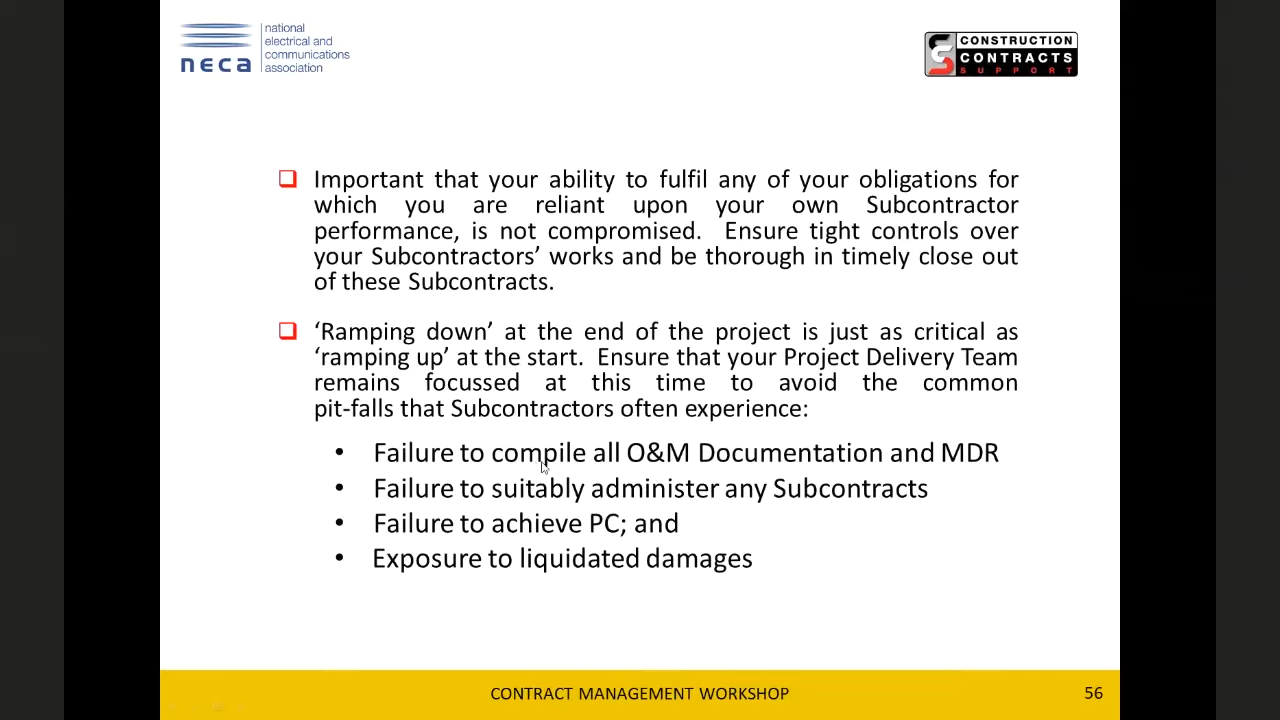 national
electrical and
communications
association
neca
CONSTRUCTION
CONTRACTS
SUPPORT
Important that your ability to fulfil any of your obligations for
which you are reliant upon your own Subcontractor
performance, is not compromised. Ensure tight controls over
your Subcontractors’ works and be thorough in timely close out
of these Subcontracts.
‘Ramping down’ at the end of the project is just as critical as
‘ramping up’ at the start. Ensure that your Project Delivery Team
remains focussed at this time to avoid the common
pit-falls that Subcontractors often experience:
• Failure to compile all O&M Documentation and MDR
• Failure to suitably administer any Subcontracts
• Failure to achieve PC; and
• Exposure to liquidated damages
CONTRACT MANAGEMENT WORKSHOP
56